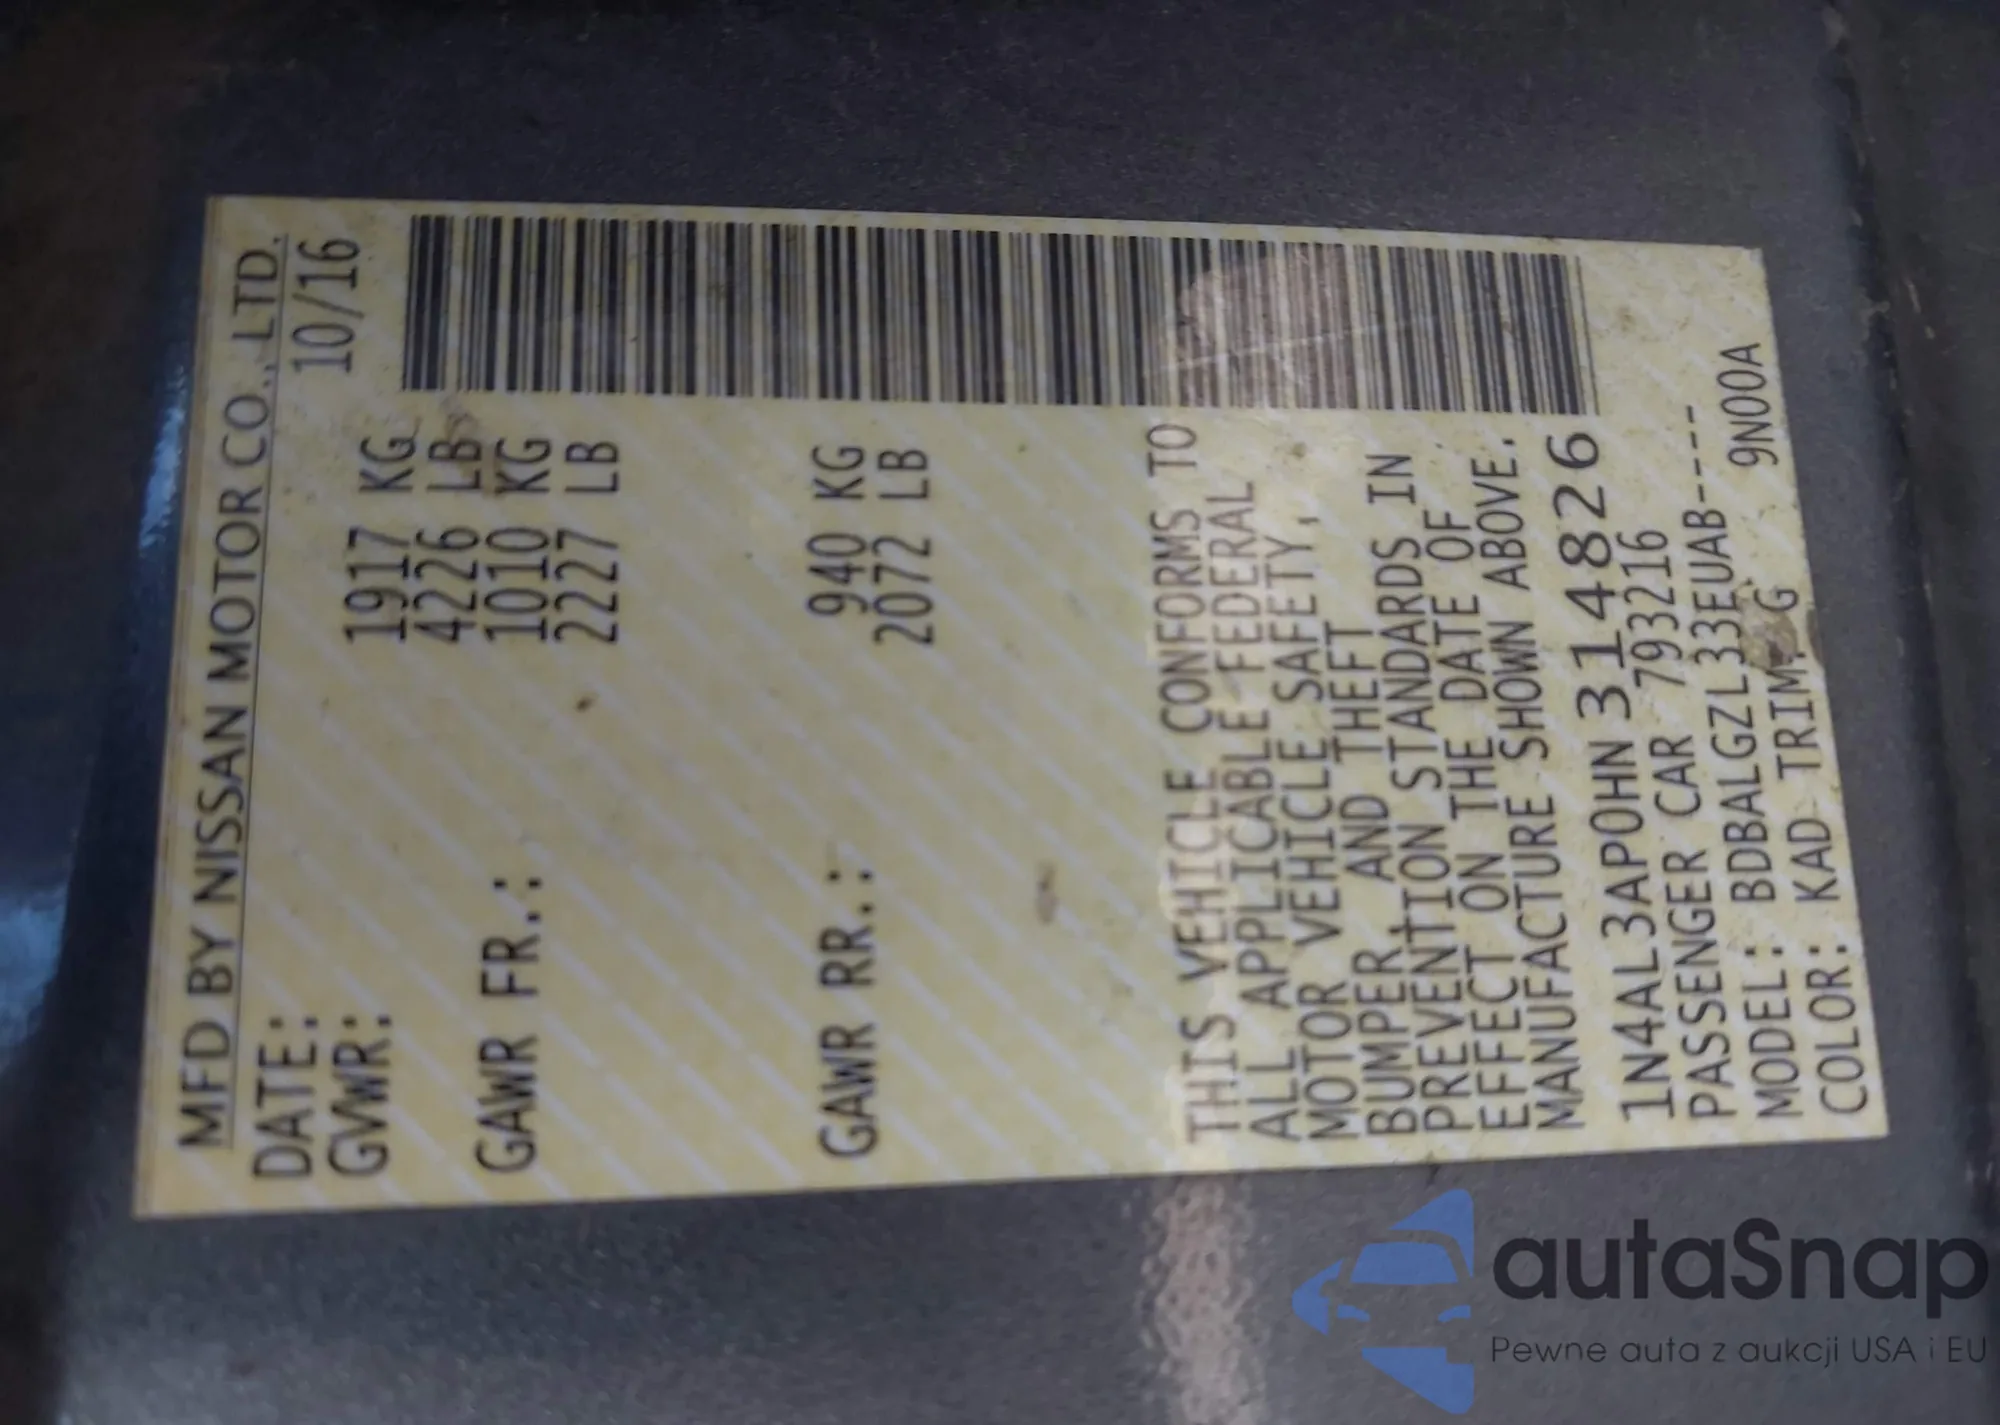 MFD BY NISSAN MOTOR CO., LTD.
DATE: 10/16
GVWR: 1917 KG
4226 LB
GAWR FR.: 1010 KG
2227 LB
GAWR RR.: 940 KG
2072 LB
THIS VEHICLE CONFORMS TO
ALL APPLICABLE FEDERAL
MOTOR VEHICLE SAFETY,
BUMPER, AND THEFT
PREVENTION STANDARDS IN
EFFECT ON THE DATE OF
MANUFACTURE SHOWN ABOVE.
1N4AL3AP0HN 314826
PASSENGER CAR 793216
MODEL: BDBALGZL33EUAB----
COLOR: KAD TRIM: G 9N00A
autaSnap
Pewne auta z aukcji USA i EU